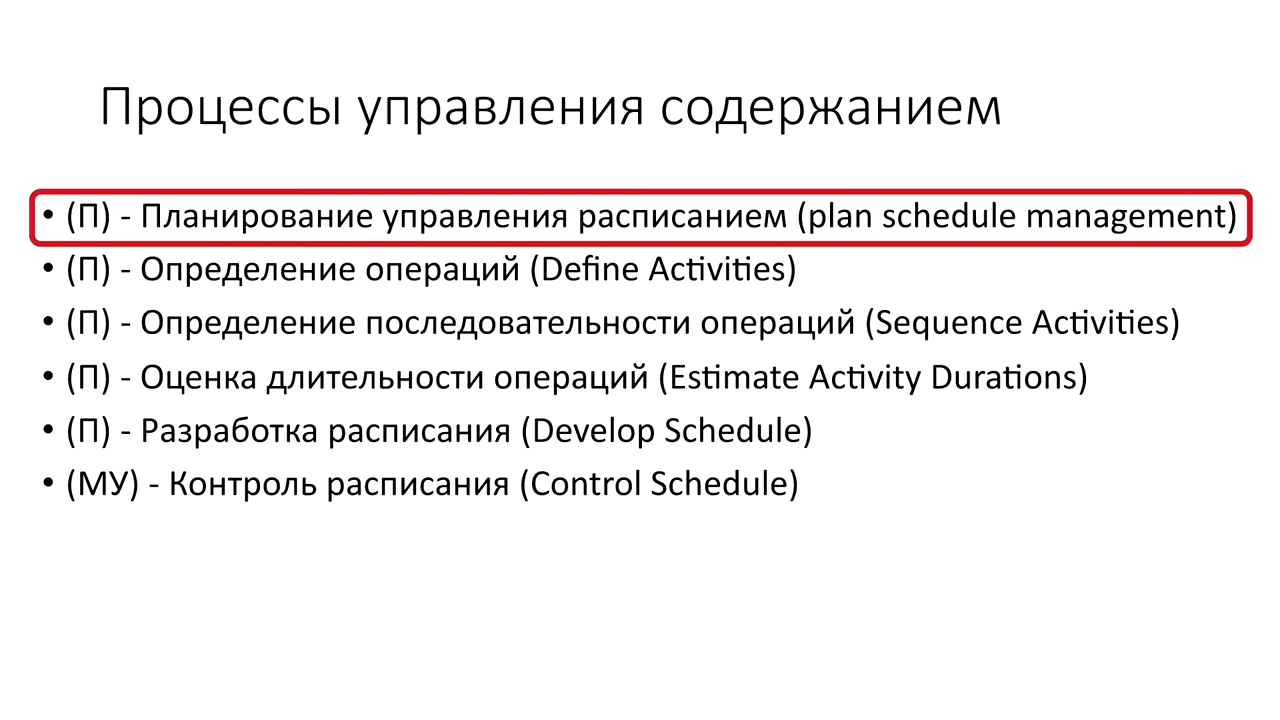 Процессы управления содержанием
• (П) - Планирование управления расписанием (plan schedule management)
• (П) - Определение операций (Define Activities)
• (П) - Определение последовательности операций (Sequence Activities)
• (П) - Оценка длительности операций (Estimate Activity Durations)
• (П) - Разработка расписания (Develop Schedule)
• (МУ) - Контроль расписания (Control Schedule)